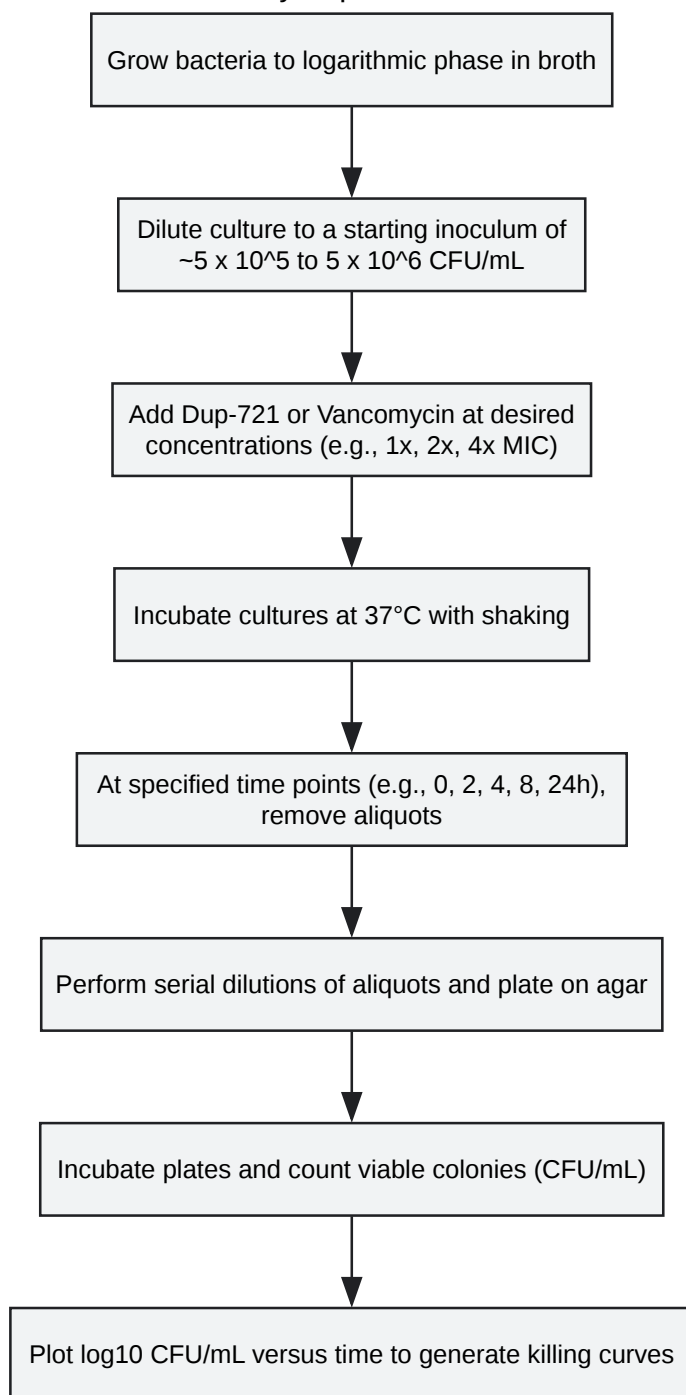 Grow bacteria to logarithmic phase in broth
Dilute culture to a starting inoculum of
~5 x 10^5 to 5 x 10^6 CFU/mL
Add Dup-721 or Vancomycin at desired
concentrations (e.g., 1x, 2x, 4x MIC)
Incubate cultures at 37°C with shaking
At specified time points (e.g., 0, 2, 4, 8, 24h),
remove aliquots
Perform serial dilutions of aliquots and plate on agar
Incubate plates and count viable colonies (CFU/mL)
Plot log10 CFU/mL versus time to generate killing curves